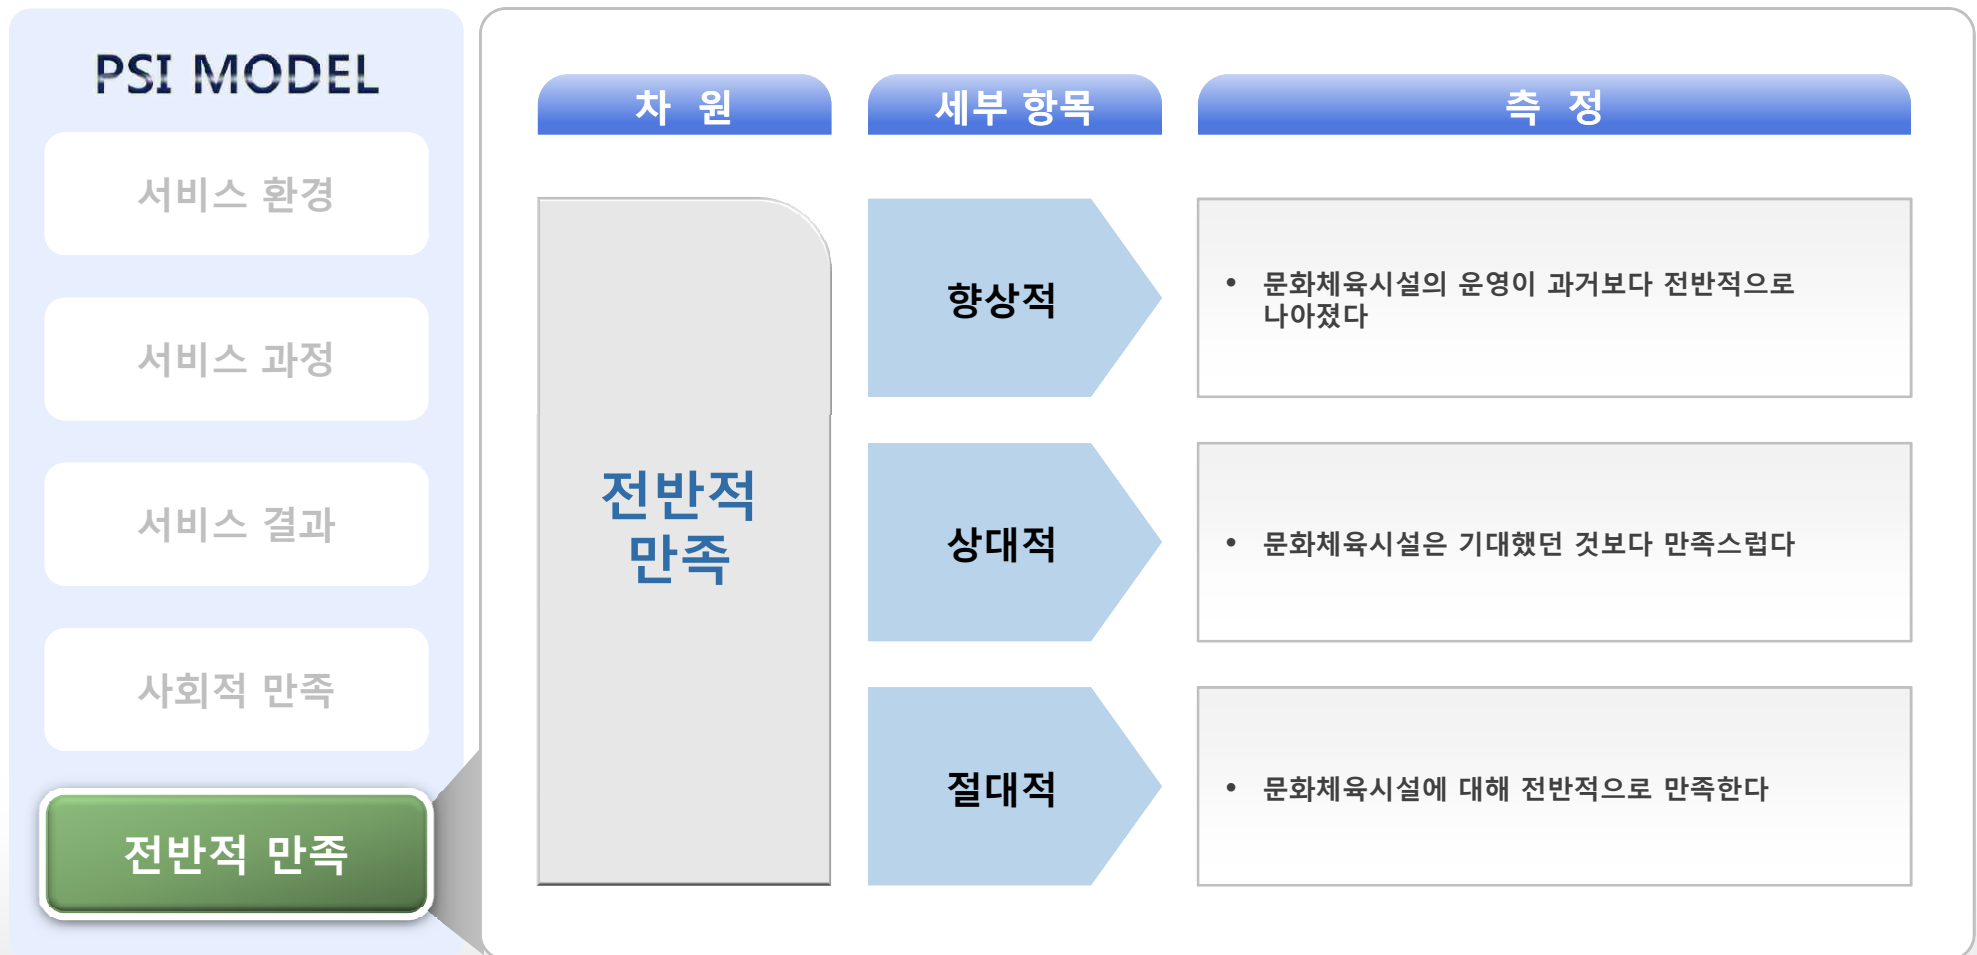 PSI MODEL
서비스 환경
서비스 과정
서비스 결과
사회적 만족
전반적 만족
차 원
세부 항목
측 정
전반적
만족
향상적
• 문화체육시설의 운영이 과거보다 전반적으로
나아졌다
상대적
• 문화체육시설은 기대했던 것보다 만족스럽다
절대적
• 문화체육시설에 대해 전반적으로 만족한다